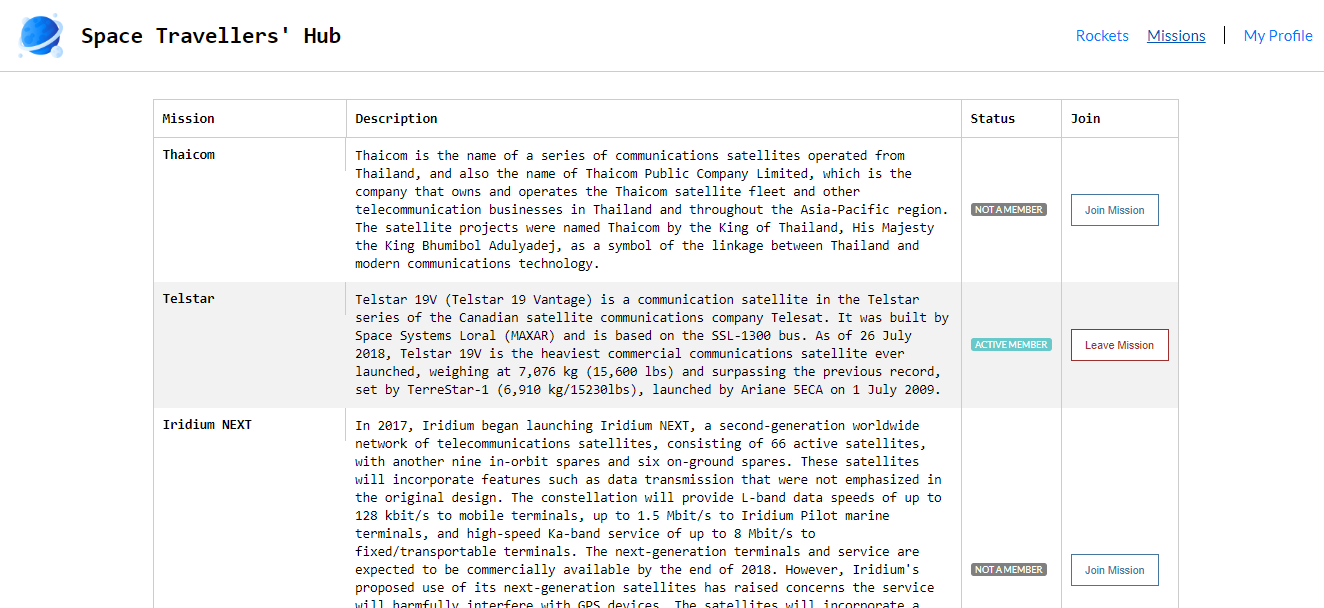 Space Travellers' Hub
Rockets
Missions
My Profile
Mission
Description
Status
Join
Thaicom
Thaicom is the name of a series of communications satellites operated from
Thailand, and also the name of Thaicom Public Company Limited, which is the
company that owns and operates the Thaicom satellite fleet and other
telecommunication businesses in Thailand and throughout the Asia-Pacific region.
The satellite projects were named Thaicom by the King of Thailand, His Majesty
the King Bhumibol Adulyadej, as a symbol of the linkage between Thailand and
modern communications technology.
NOT A MEMBER
Join Mission
Telstar
Telstar 19V (Telstar 19 Vantage) is a communication satellite in the Telstar
series of the Canadian satellite communications company Telesat. It was built by
Space Systems Loral (MAXAR) and is based on the SSL-1300 bus. As of 26 July
2018, Telstar 19V is the heaviest commercial communications satellite ever
launched, weighing at 7,076 kg (15,600 lbs) and surpassing the previous record,
set by TerreStar-1 (6,910 kg/15230lbs), launched by Ariane 5ECA on 1 July 2009.
ACTIVE MEMBER
Leave Mission
Iridium NEXT
In 2017, Iridium began launching Iridium NEXT, a second-generation worldwide
network of telecommunications satellites, consisting of 66 active satellites,
with another nine in-orbit spares and six on-ground spares. These satellites
will incorporate features such as data transmission that were not emphasized in
the original design. The constellation will provide L-band data speeds of up to
128 kbit/s to mobile terminals, up to 1.5 Mbit/s to Iridium Pilot marine
terminals, and high-speed Ka-band service of up to 8 Mbit/s to
fixed/transportable terminals. The next-generation terminals and service are
expected to be commercially available by the end of 2018. However, Iridium's
proposed use of its next-generation satellites has raised concerns the service
will harmfully interfere with GPS devices. The satellites will incorporate a
NOT A MEMBER
Join Mission